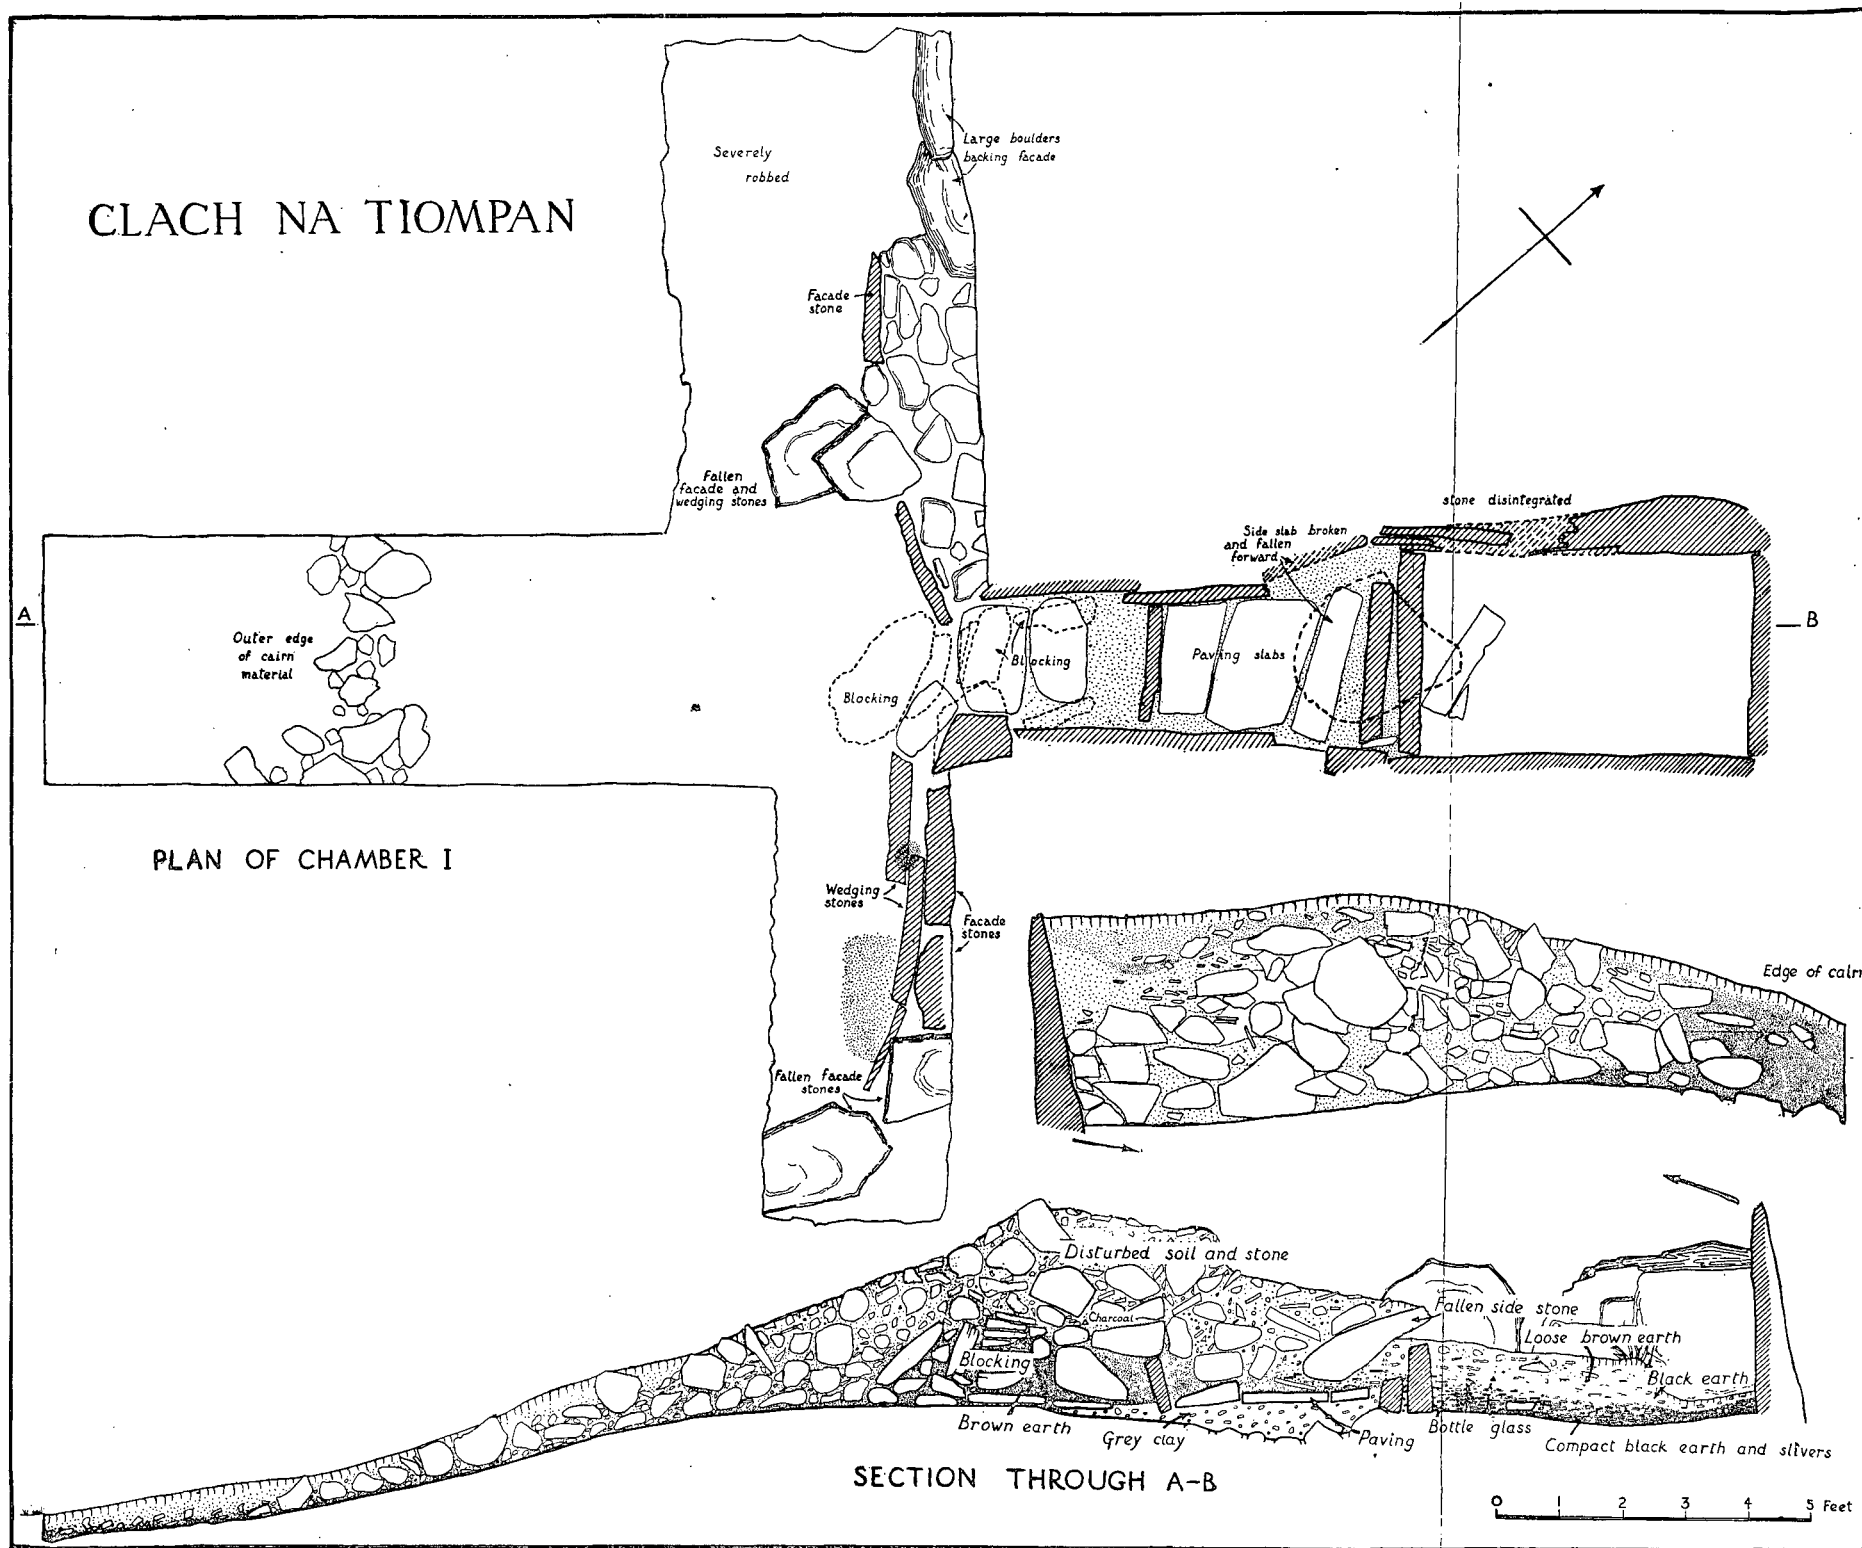 CLACH NA TIOMPAN
Severely
robbed
Large boulders
backing facade
Facade
stone
Fallen
facade and
wedging stones
stone disintegrated
Side slab broken
and fallen
forward
A
B
Outer edge
of cairn
material
Blocking
Blocking
Paving slabs
PLAN OF CHAMBER I
Wedging
stones
Facade
stones
Fallen facade
stones
Edge of cairn
Disturbed soil and stone
Charcoal
Fallen side stone
Loose brown earth
Blocking
Black earth
Brown earth
Grey clay
Paving
Bottle glass
Compact black earth and slivers
SECTION THROUGH A-B
0 1 2 3 4 5 Feet